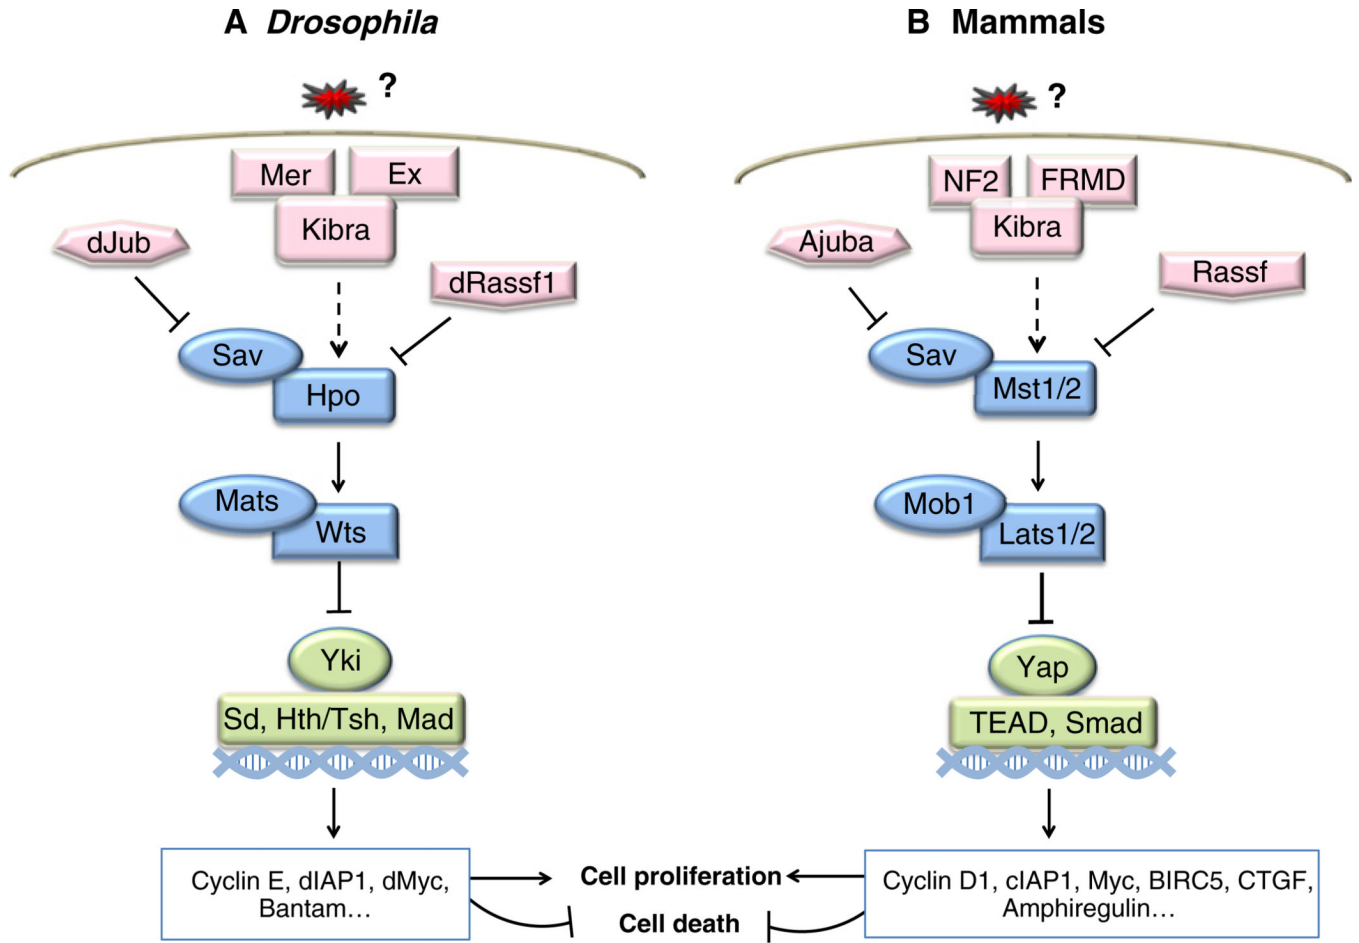 A Drosophila
?
Mer
Ex
Kibra
dJub
dRassf1
Sav
Hpo
Mats
Wts
Yki
Sd, Hth/Tsh, Mad
Cyclin E, dIAP1, dMyc,
Bantam...
B Mammals
?
NF2
FRMD
Kibra
Ajuba
Rassf
Sav
Mst1/2
Mob1
Lats1/2
Yap
TEAD, Smad
Cyclin D1, cIAP1, Myc, BIRC5, CTGF,
Amphiregulin...
Cell proliferation
Cell death